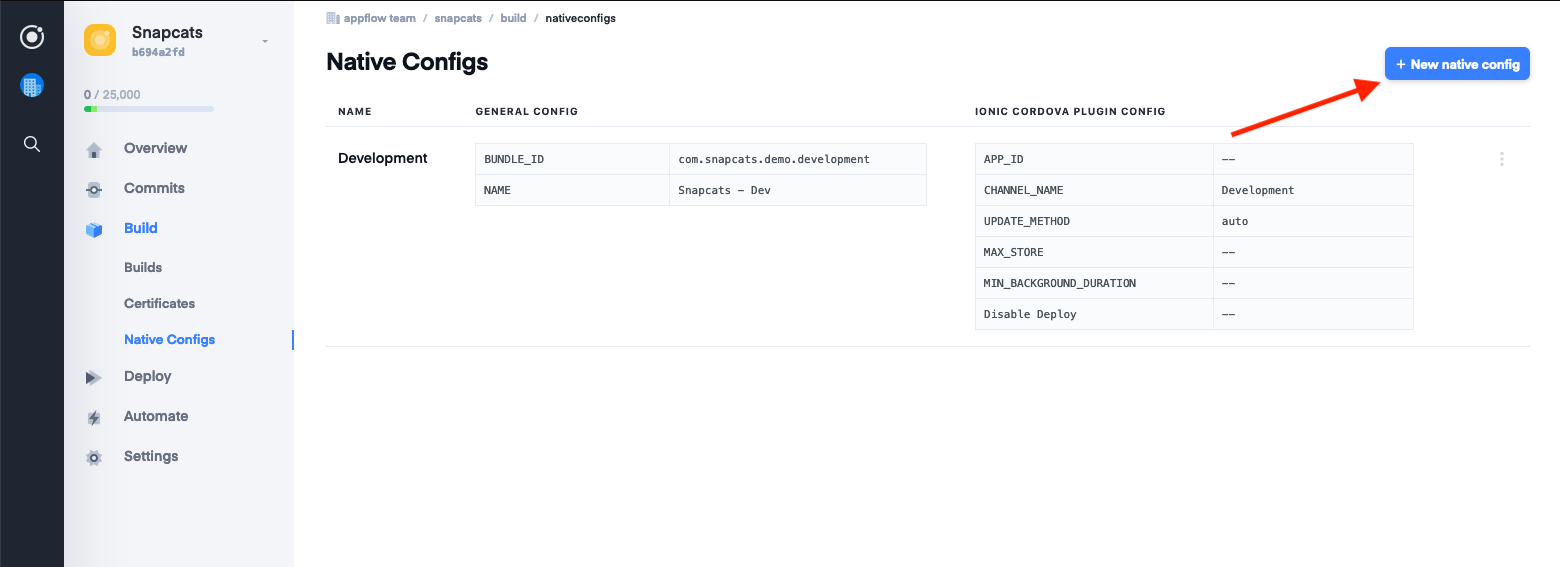 Snapcats
b694a2fd
0 / 25,000
Overview
Commits
Build
Builds
Certificates
Native Configs
Deploy
Automate
Settings
appflow team / snapcats / build / nativeconfigs
Native Configs
+ New native config
NAME GENERAL CONFIG IONIC CORDOVA PLUGIN CONFIG
Development
BUNDLE_ID com.snapcats.demo.development
NAME Snapcats - Dev
APP_ID --
CHANNEL_NAME Development
UPDATE_METHOD auto
MAX_STORE --
MIN_BACKGROUND_DURATION --
Disable Deploy --